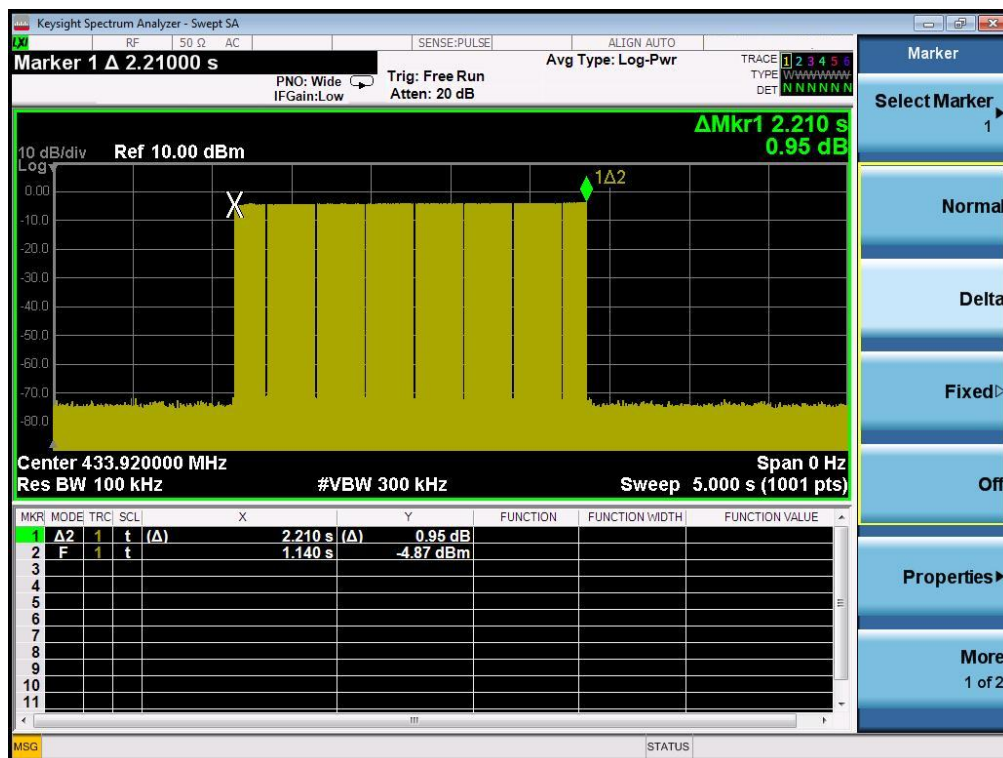 Keysight Spectrum Analyzer - Swept SA
LXI RF 50 Ω AC SENSE:PULSE ALIGN AUTO
Marker 1 Δ 2.21000 s
PNO: Wide
IFGain:Low
Trig: Free Run
Atten: 20 dB
Avg Type: Log-Pwr
TRACE 1 2 3 4 5 6
TYPE WWWWWW
DET N N N N N N
ΔMkr1 2.210 s
0.95 dB
10 dB/div Ref 10.00 dBm
Log
0.00
-10.0
-20.0
-30.0
-40.0
-50.0
-60.0
-70.0
-80.0
X
1Δ2
Center 433.920000 MHz Span 0 Hz
Res BW 100 kHz #VBW 300 kHz Sweep 5.000 s (1001 pts)
MKR MODE TRC SCL X Y FUNCTION FUNCTION WIDTH FUNCTION VALUE
1 Δ2 1 t (Δ) 2.210 s (Δ) 0.95 dB
2 F 1 t 1.140 s -4.87 dBm
3
4
5
6
7
8
9
10
11
MSG STATUS
Marker
Select Marker
1
Normal
Delta
Fixed
Off
Properties
More
1 of 2